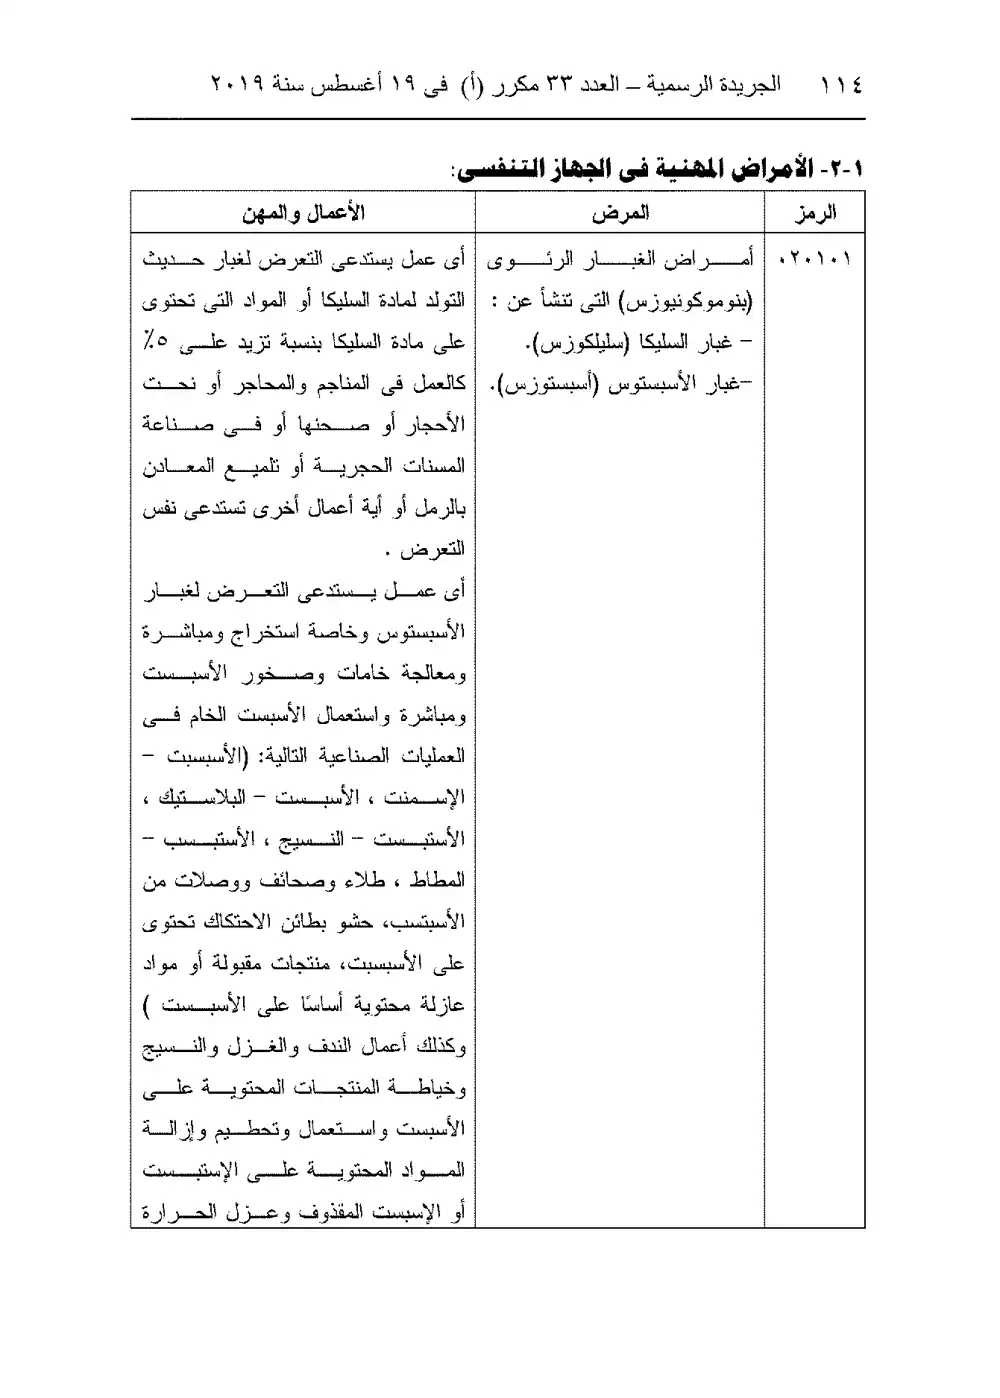 ١١٤ الجريدة الرسمية – العدد ٣٣ مكرر (أ) فى ١٩ أغسطس سنة ٢٠١٩
١-٢- الأمراض المهنية فى الجهاز التنفسى:
الرمز المرض الأعمال والمهن
٠٢٠١٠١
أمراض الغبار الرئوى
(بنوموكونيوزس) التى تنشأ عن :
- غبار السليكا (سليلكوزس).
-غبار الأسبستوس (أسبستوزس).
أى عمل يستدعى التعرض لغبار حديث
التولد لمادة السليكا أو المواد التى تحتوى
على مادة السليكا بنسبة تزيد على ٥٪
كالعمل فى المناجم والمحاجر أو نحت
الأحجار أو صحنها أو فى صناعة
المسنات الحجرية أو تلميع المعادن
بالرمل أو أية أعمال أخرى تستدعى نفس
التعرض .
أى عمل يستدعى التعرض لغبار
الأسبستوس وخاصة استخراج ومباشرة
ومعالجة خامات وصخور الأسبست
ومباشرة واستعمال الأسبست الخام فى
العمليات الصناعية التالية: (الأسبسبت –
الإسمنت ، الأسبست – البلاستيك ،
الأستبست – النسيج ، الأستبسب –
المطاط ، طلاء وصحائف ووصلات من
الأسبتسب، حشو بطائن الاحتكاك تحتوى
على الأسبسبت، منتجات مقبولة أو مواد
عازلة محتوية أساسًا على الأسبست )
وكذلك أعمال الندف والغزل والنسيج
وخياطة المنتجات المحتوية على
الأسبست واستعمال وتحطيم وإزالة
المواد المحتوية على الإستبست
أو الإسبست المقذوف وعزل الحرارة